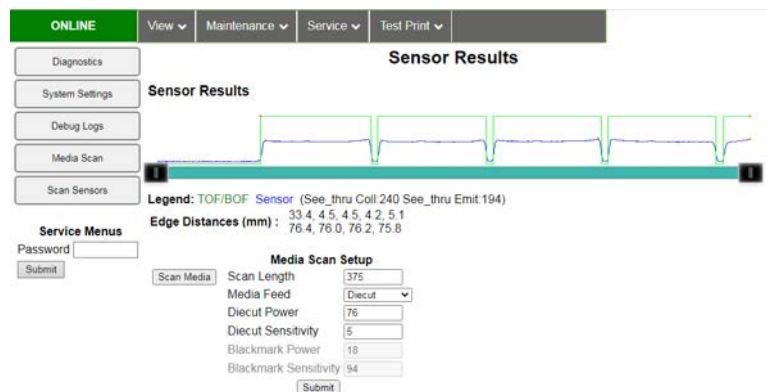 ONLINE
View Maintenance Service Test Print
Diagnostics
System Settings
Debug Logs
Media Scan
Scan Sensors
Service Menus
Password
Submit
Sensor Results
Sensor Results
Legend: TOF/BOF Sensor (See_thru Coll:240 See_thru Emit:194)
Edge Distances (mm) : 33.4, 4.5, 4.5, 4.2, 5.1
76.4, 76.0, 76.2, 75.8
Media Scan Setup
Scan Media Scan Length 375
Media Feed Diecut
Diecut Power 76
Diecut Sensitivity 5
Blackmark Power 18
Blackmark Sensitivity 94
Submit